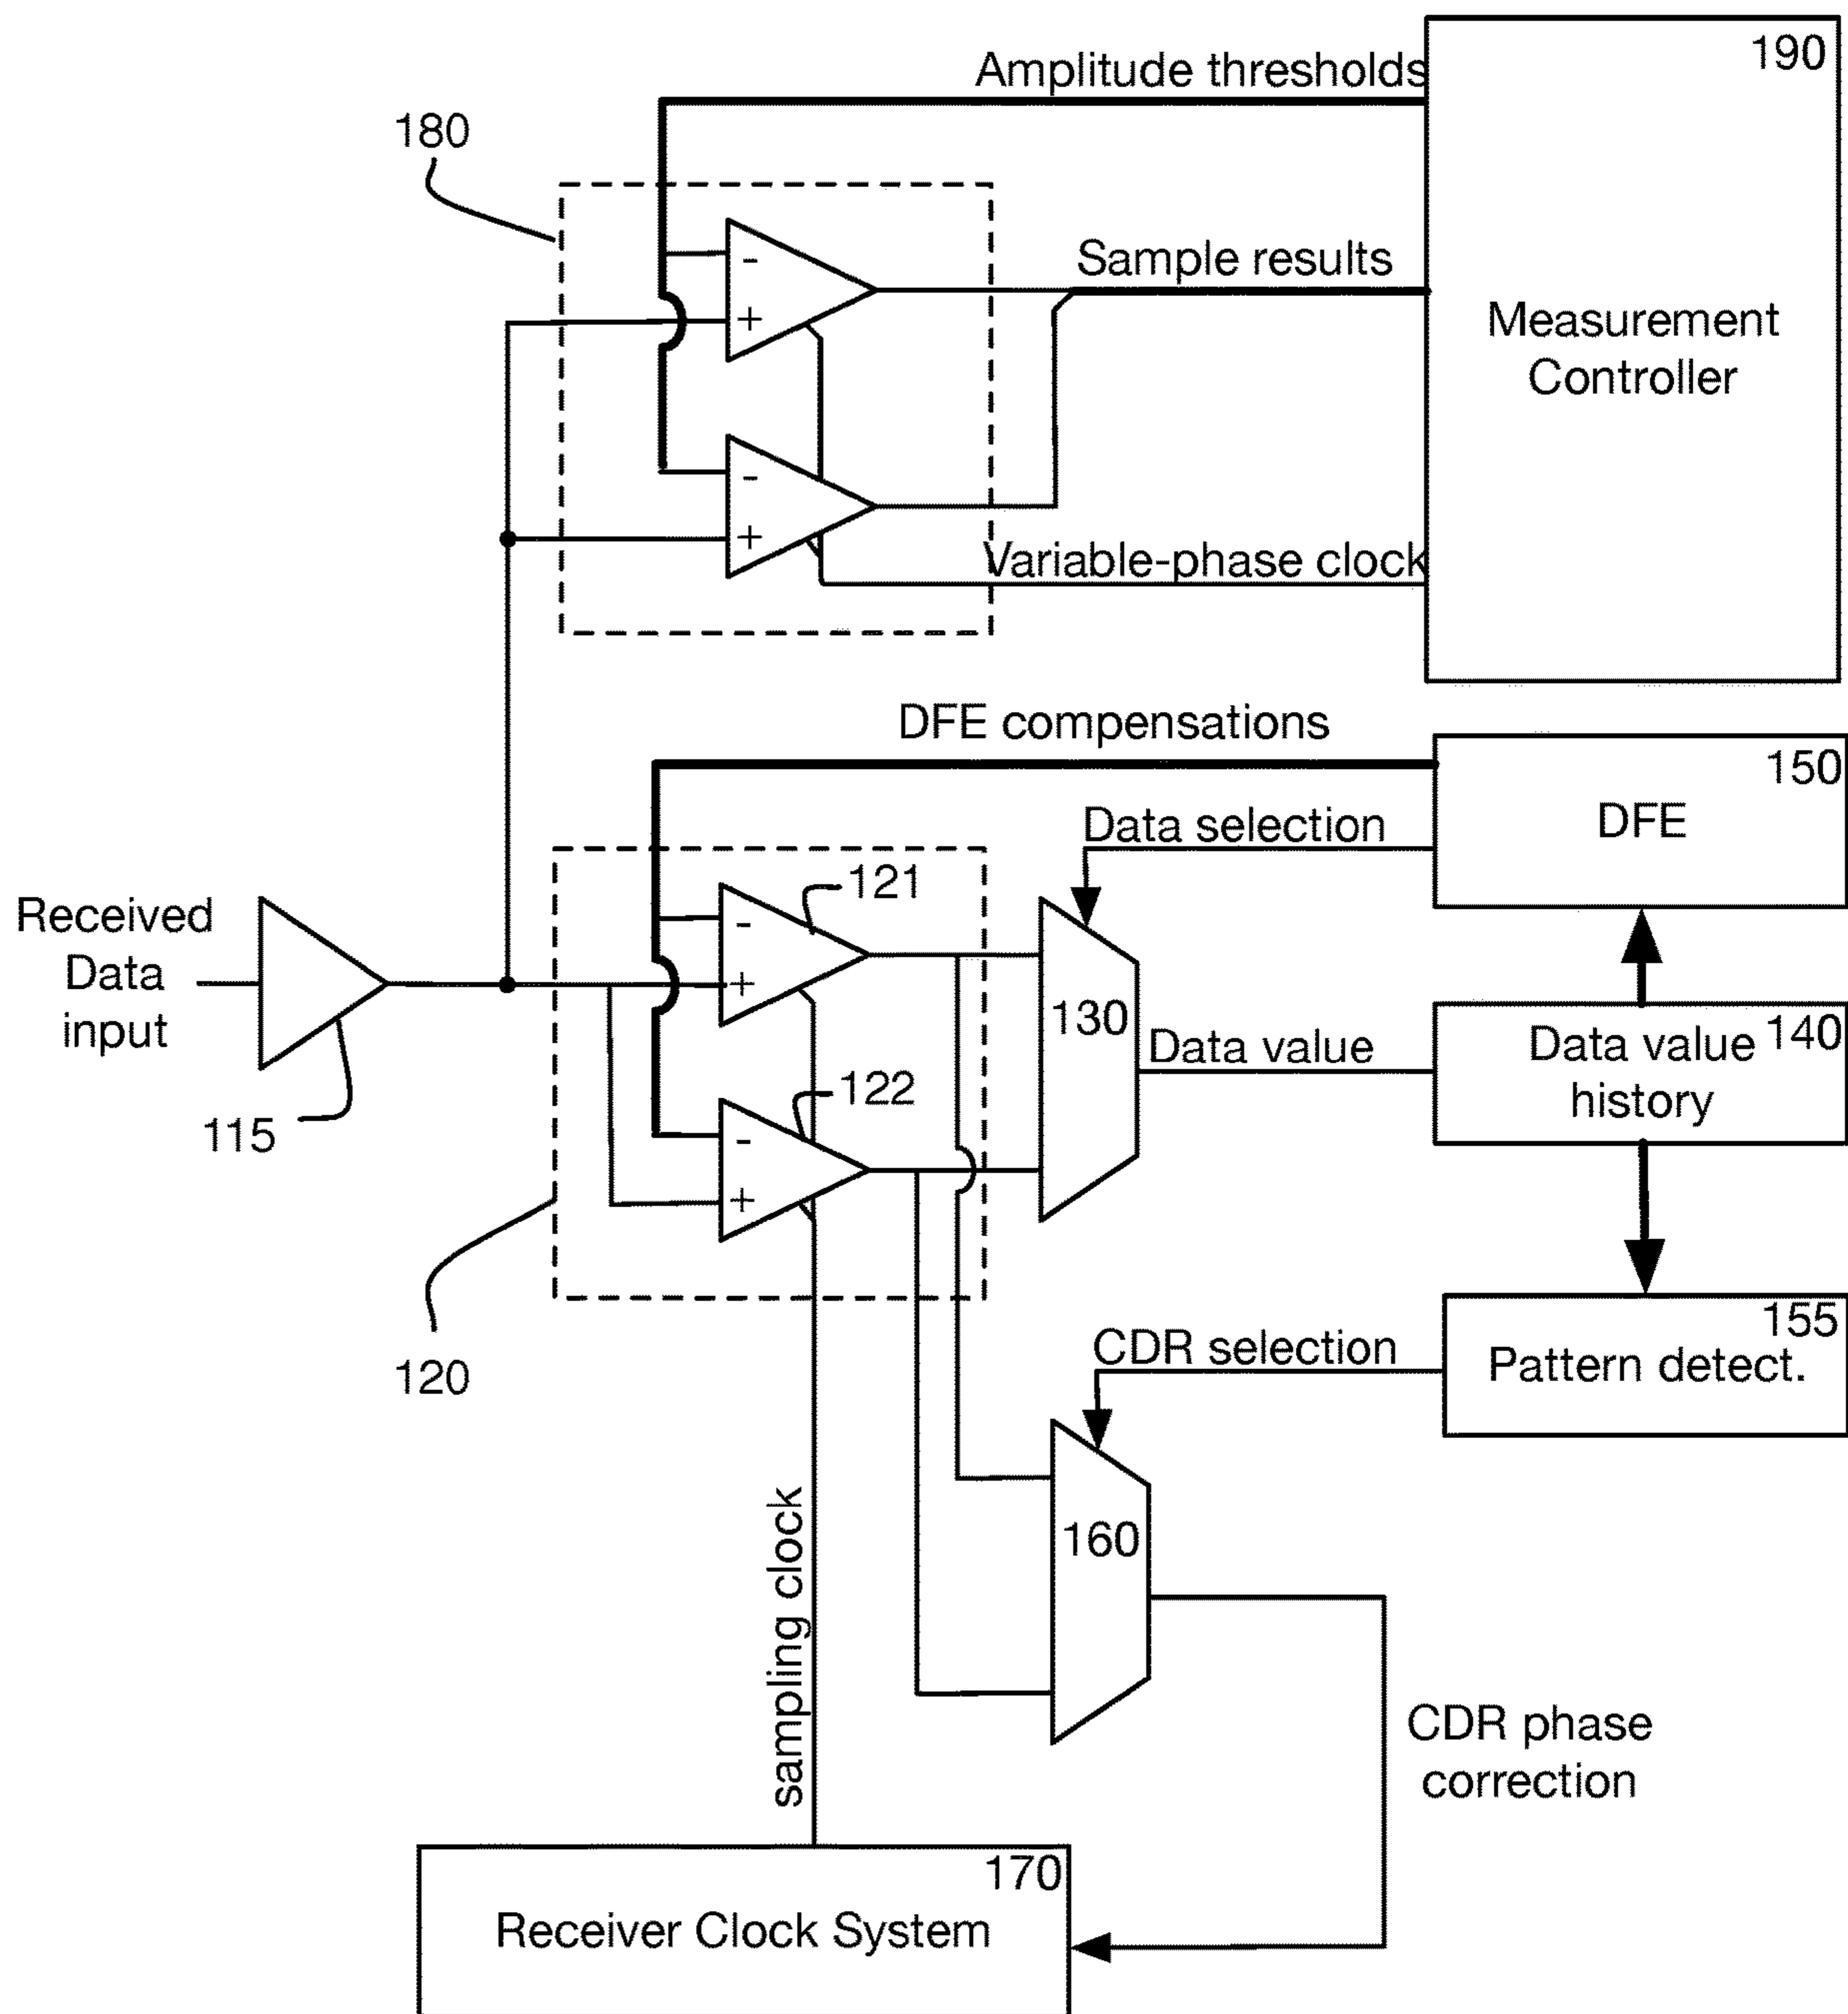 Amplitude thresholds
190
180
-
+
Sample results
Measurement
Controller
-
+
Variable-phase clock
DFE compensations
150
DFE
Data selection
121
-
+
Received
Data
input
115
130
Data value
140
Data value
history
122
-
+
120
155
Pattern detect.
CDR selection
160
sampling clock
CDR phase
correction
170
Receiver Clock System